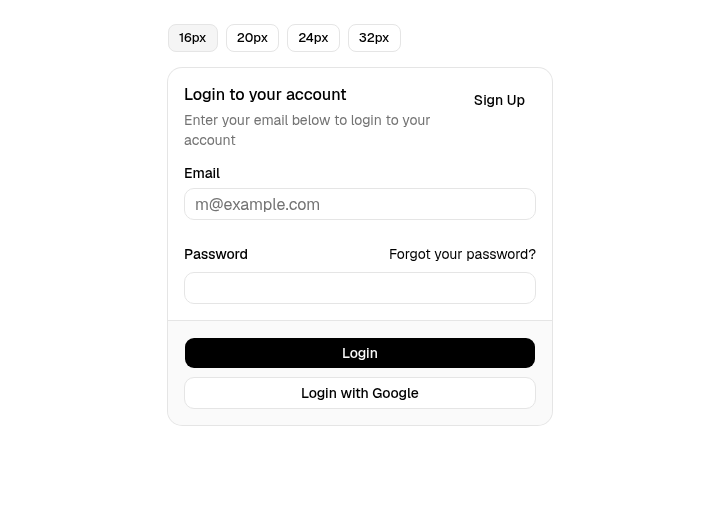 16px 20px 24px 32px
Login to your account
Sign Up
Enter your email below to login to your
account
Email
m@example.com
Password Forgot your password?
Login
Login with Google